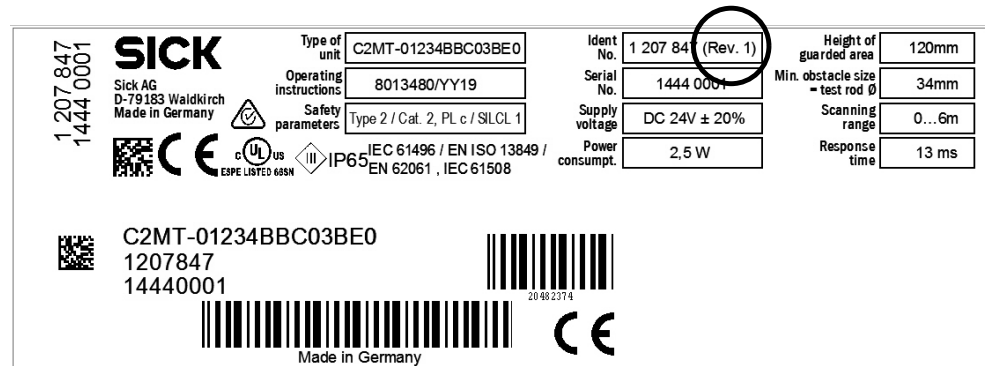 1 207 847
1444 0001
SICK
Sick AG
D-79183 Waldkirch
Made in Germany
Type of unit
C2MT-01234BBC03BE0
Operating instructions
8013480/YY19
Safety parameters
Type 2 / Cat. 2, PL c / SILCL 1
C UL US
ESPE LISTED 68SN
III
IP65
IEC 61496 / EN ISO 13849 /
EN 62061 , IEC 61508
Ident No.
1 207 847 (Rev. 1)
Serial No.
1444 0001
Supply voltage
DC 24V ± 20%
Power consumpt.
2,5 W
Height of guarded area
120mm
Min. obstacle size = test rod Ø
34mm
Scanning range
0...6m
Response time
13 ms
C2MT-01234BBC03BE0
1207847
14440001
20482374
Made in Germany
CE